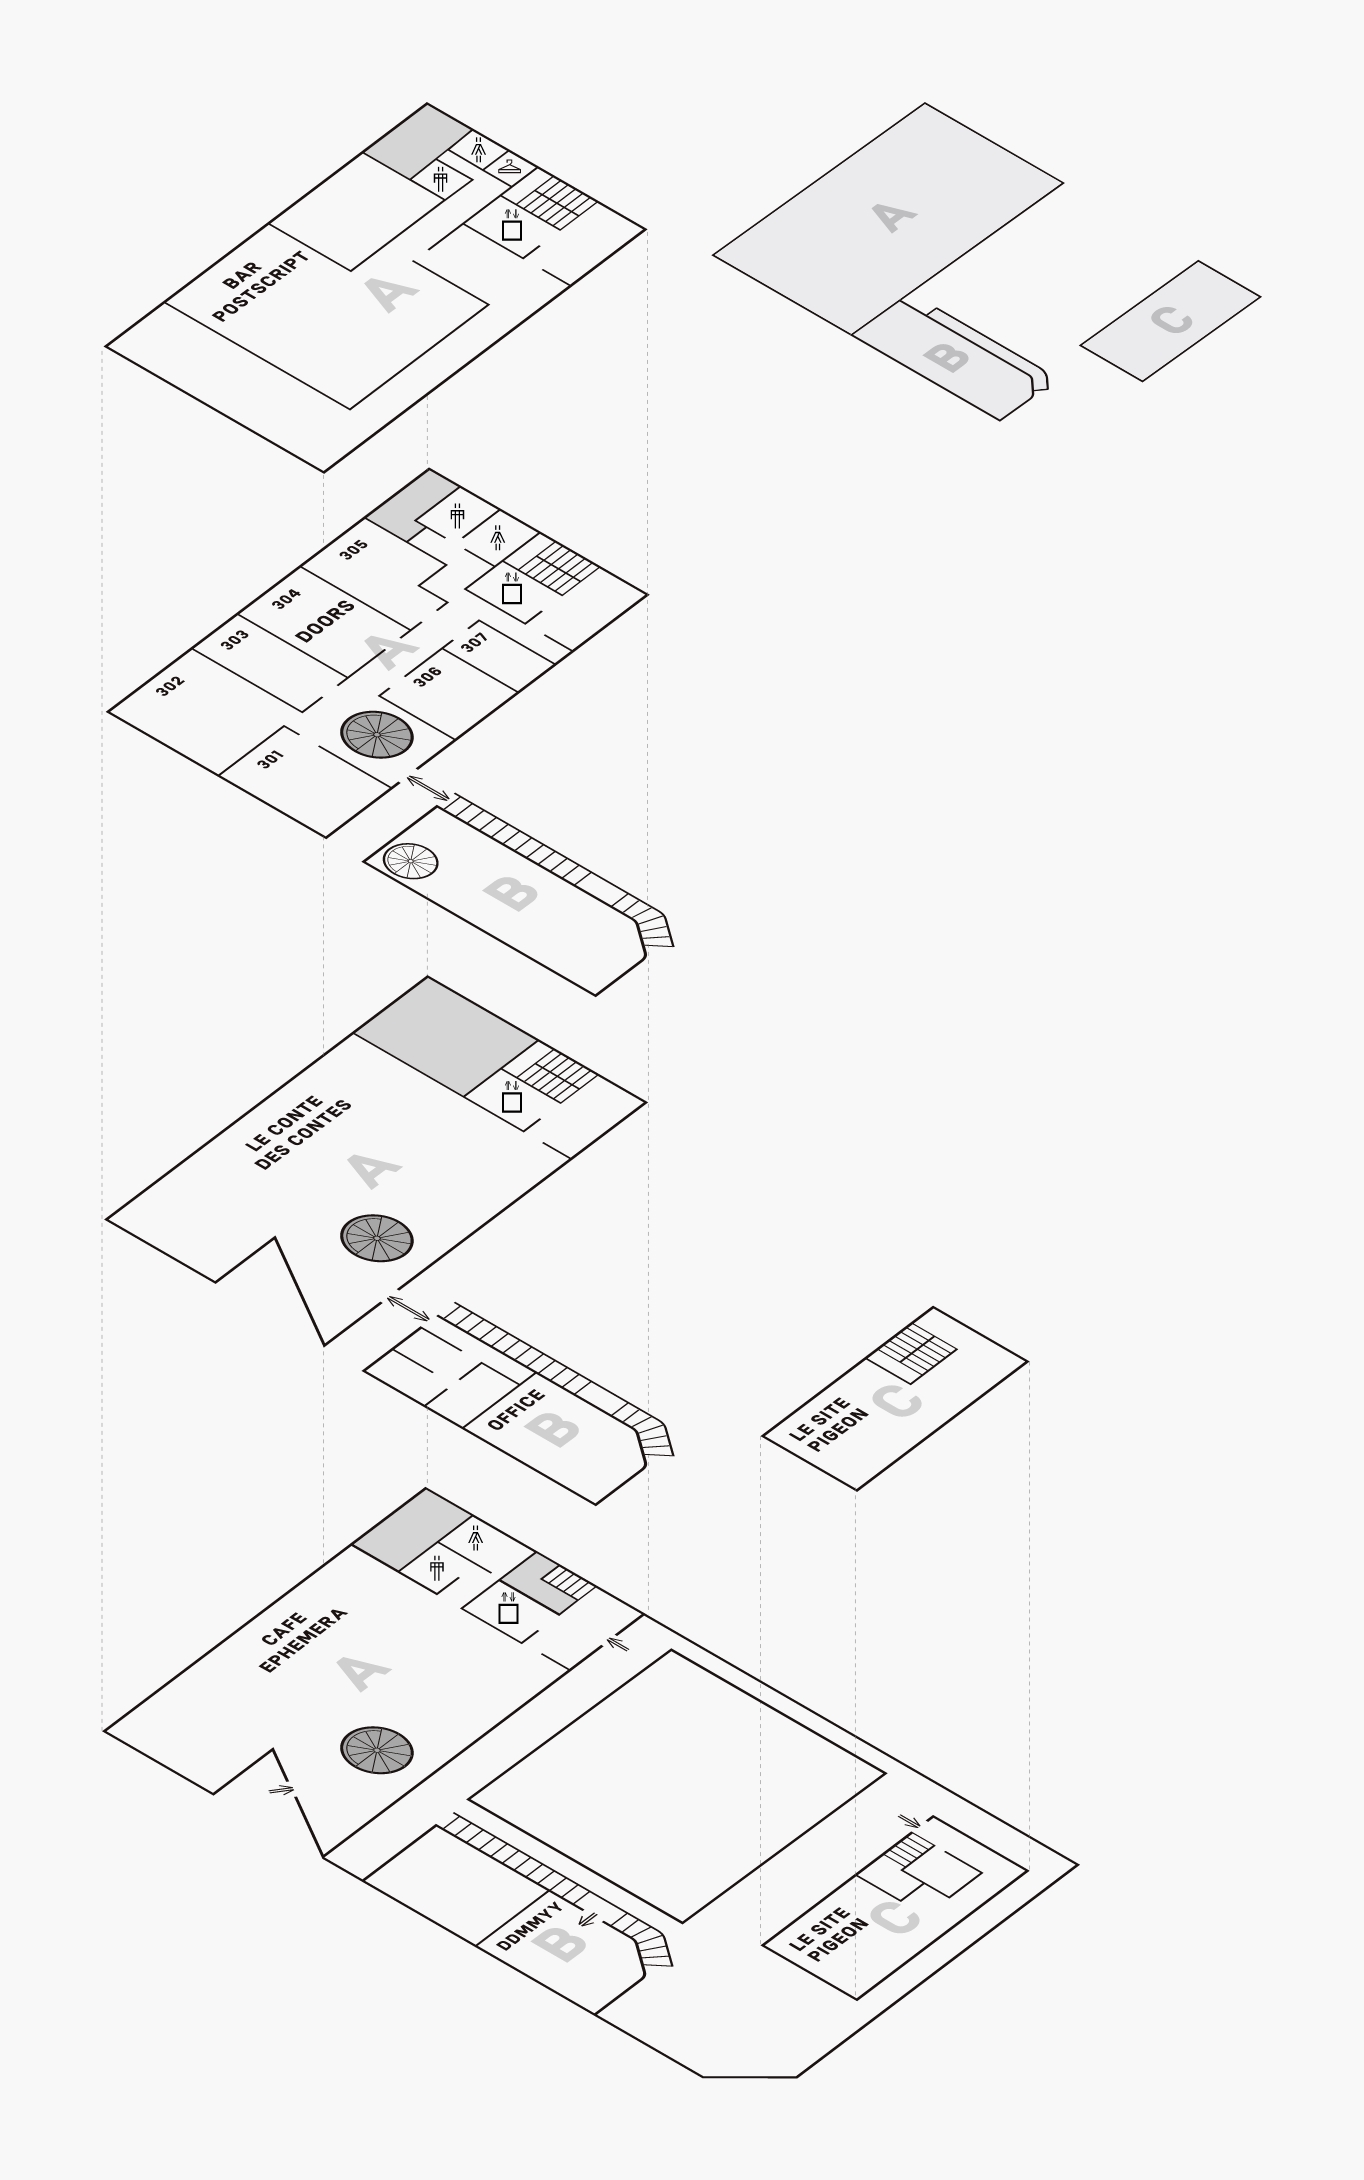 BAR
POSTSCRIPT
A
A
B
C
305
304
DOORS
303
302
A
307
306
301
B
LE CONTE
DES CONTES
A
OFFICE
B
LE SITE
PIGEON
C
CAFE
EPHEMERA
A
DDMMYY
B
LE SITE
PIGEON
C